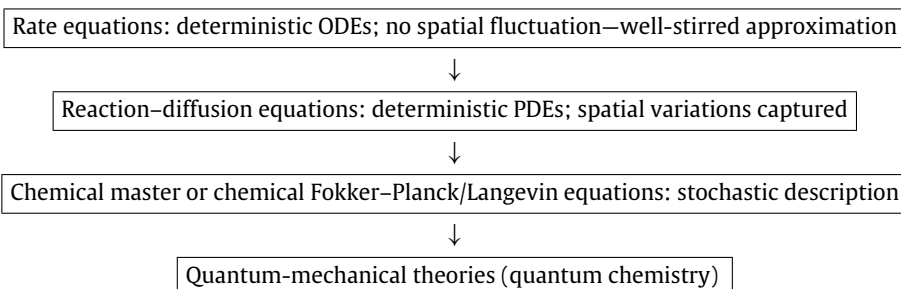 Rate equations: deterministic ODEs; no spatial fluctuation—well-stirred approximation
↓
Reaction–diffusion equations: deterministic PDEs; spatial variations captured
↓
Chemical master or chemical Fokker–Planck/Langevin equations: stochastic description
↓
Quantum-mechanical theories (quantum chemistry)